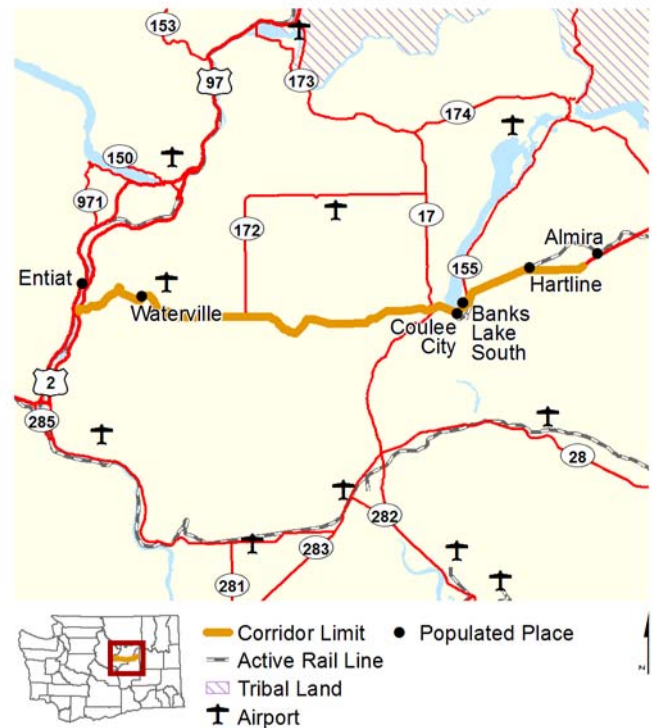 153
97
173
174
150
971
172
17
155
Almira
Entiat
Waterville
Hartline
Banks
Lake
South
Coulee
City
2
285
28
282
283
281
Corridor Limit
Populated Place
Active Rail Line
Tribal Land
Airport
N